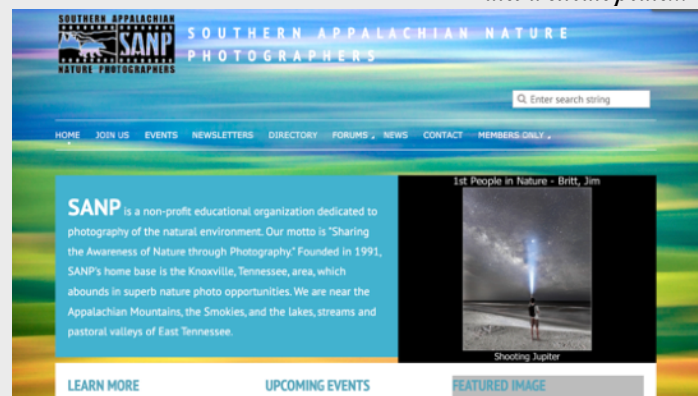 SOUTHERN APPALACHIAN
SANP
NATURE PHOTOGRAPHERS
SOUTHERN APPALACHIAN NATURE
PHOTOGRAPHERS
Enter search string
HOME JOIN US EVENTS NEWSLETTERS DIRECTORY FORUMS NEWS CONTACT MEMBERS ONLY
SANP is a non-profit educational organization dedicated to
photography of the natural environment. Our motto is "Sharing
the Awareness of Nature through Photography." Founded in 1991,
SANP's home base is the Knoxville, Tennessee, area, which
abounds in superb nature photo opportunities. We are near the
Appalachian Mountains, the Smokies, and the lakes, streams and
pastoral valleys of East Tennessee.
1st People in Nature - Britt, Jim
Shooting Jupiter
LEARN MORE
UPCOMING EVENTS
FEATURED IMAGE